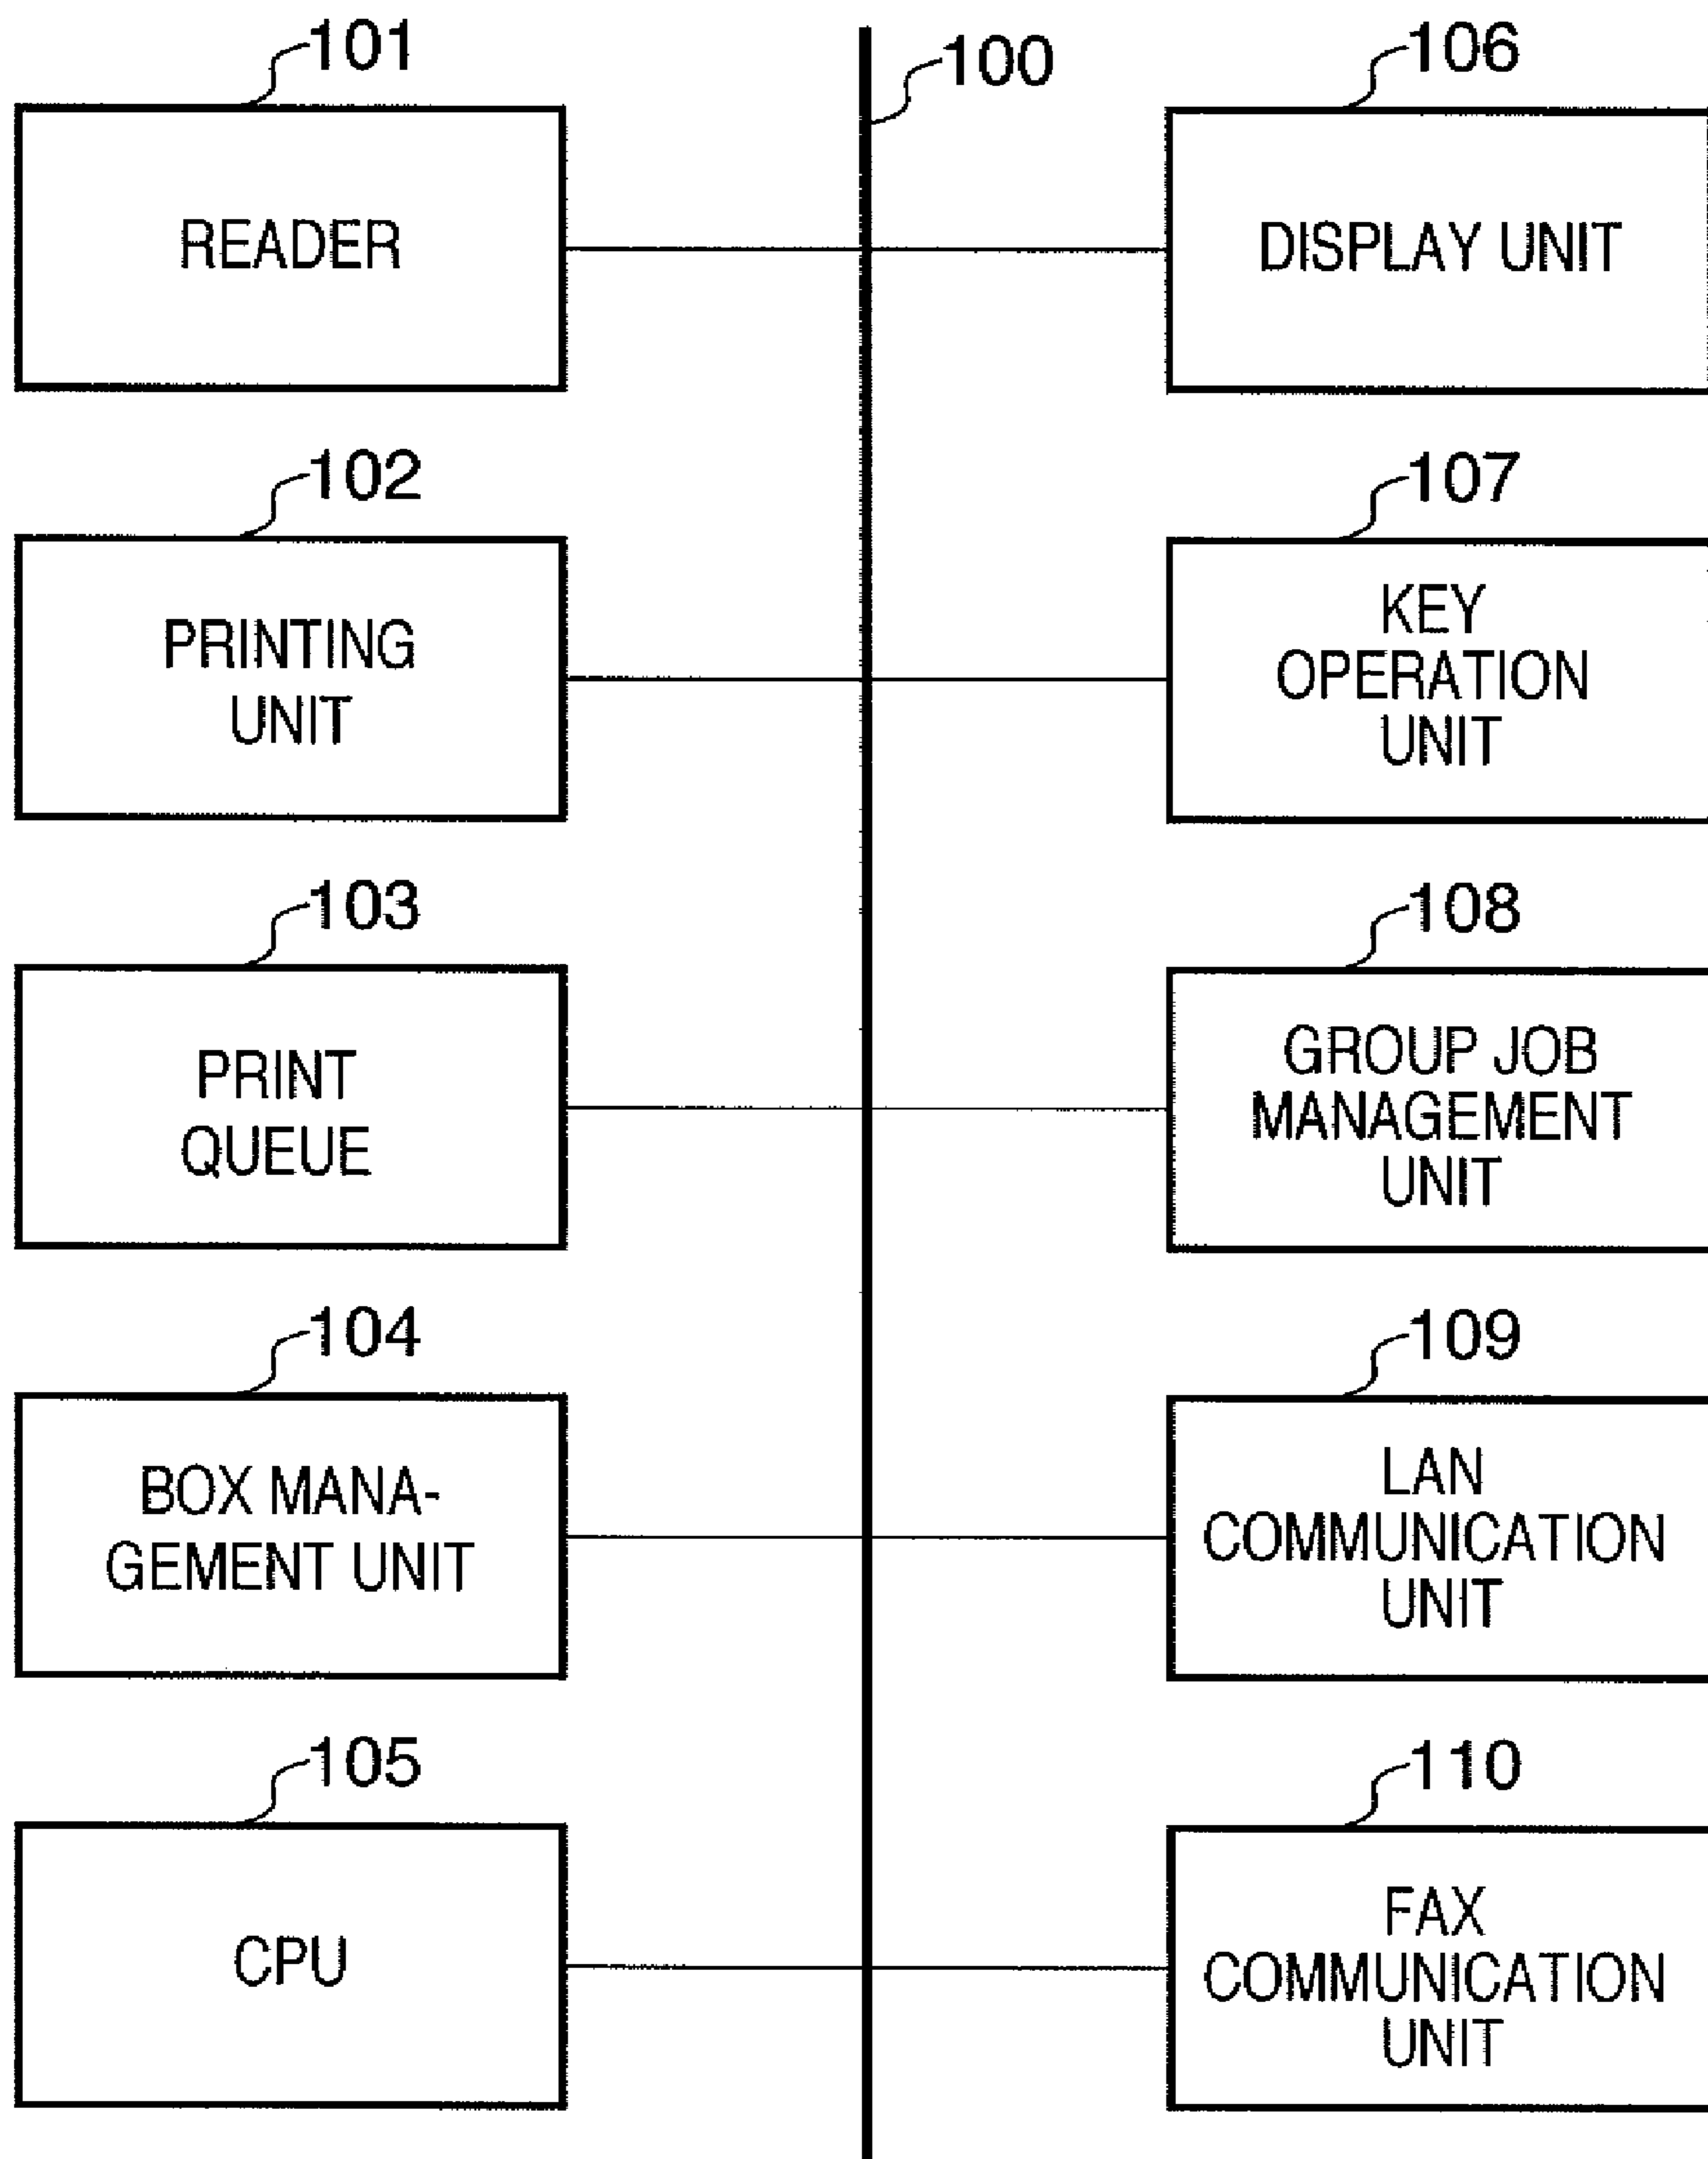 101
100
106
READER
DISPLAY UNIT
102
107
PRINTING
UNIT
KEY
OPERATION
UNIT
103
108
PRINT
QUEUE
GROUP JOB
MANAGEMENT
UNIT
104
109
BOX MANA-
GEMENT UNIT
LAN
COMMUNICATION
UNIT
105
110
CPU
FAX
COMMUNICATION
UNIT